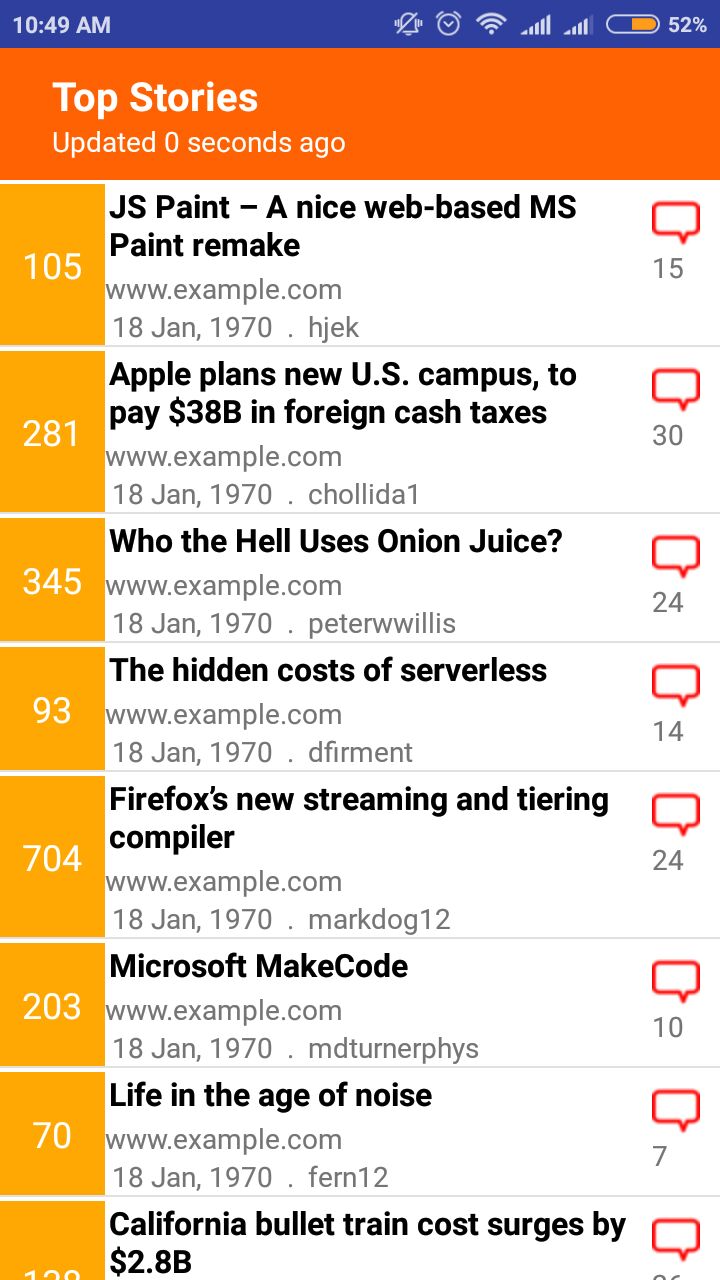 10:49 AM
52%
Top Stories
Updated 0 seconds ago
JS Paint – A nice web-based MS
Paint remake
105
15
www.example.com
18 Jan, 1970 . hjek
Apple plans new U.S. campus, to
pay $38B in foreign cash taxes
281
30
www.example.com
18 Jan, 1970 . chollida1
Who the Hell Uses Onion Juice?
345
24
www.example.com
18 Jan, 1970 . peterwwillis
The hidden costs of serverless
93
14
www.example.com
18 Jan, 1970 . dfirment
Firefox’s new streaming and tiering
compiler
704
24
www.example.com
18 Jan, 1970 . markdog12
Microsoft MakeCode
203
10
www.example.com
18 Jan, 1970 . mdturnerphys
Life in the age of noise
70
7
www.example.com
18 Jan, 1970 . fern12
California bullet train cost surges by
$2.8B